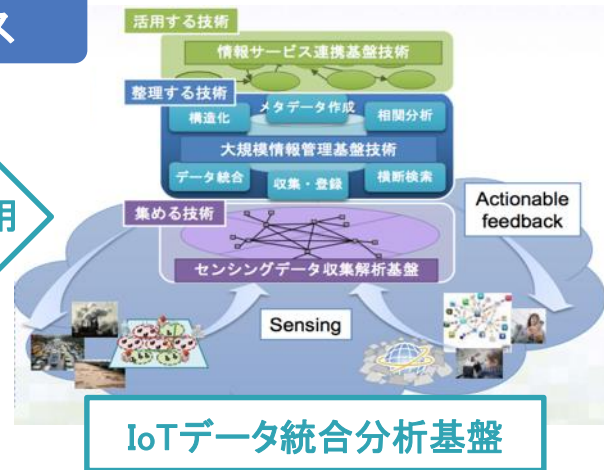 ス
活用する技術
情報サービス連携基盤技術
整理する技術
メタデータ作成
構造化
相関分析
大規模情報管理基盤技術
データ統合
収集・登録
横断検索
用
集める技術
Actionable
feedback
センシングデータ収集解析基盤
Sensing
IoTデータ統合分析基盤